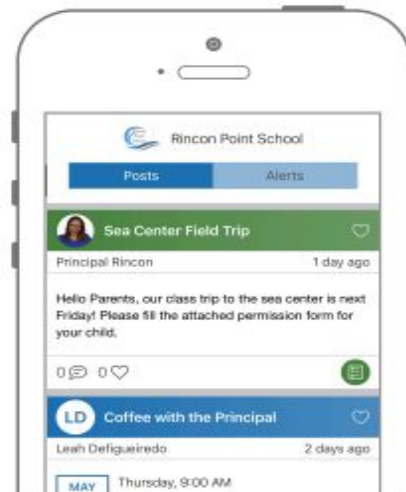 Rincon Point School
Posts Alerts
Sea Center Field Trip
Principal Rincon 1 day ago
Hello Parents, our class trip to the sea center is next
Friday! Please fill the attached permission form for
your child.
0 0
LD Coffee with the Principal
Leah Defigueiredo 2 days ago
MAY Thursday, 9:00 AM